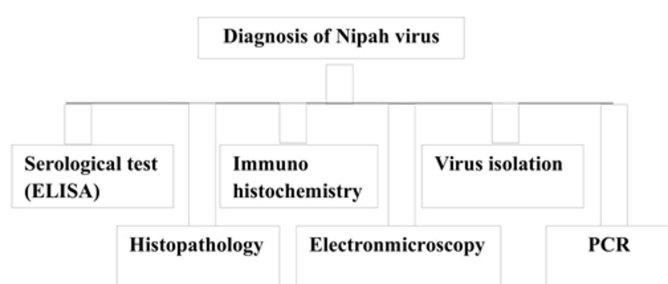 Diagnosis of Nipah virus
Serological test
(ELISA)
Immuno
histochemistry
Virus isolation
Histopathology
Electronmicroscopy
PCR